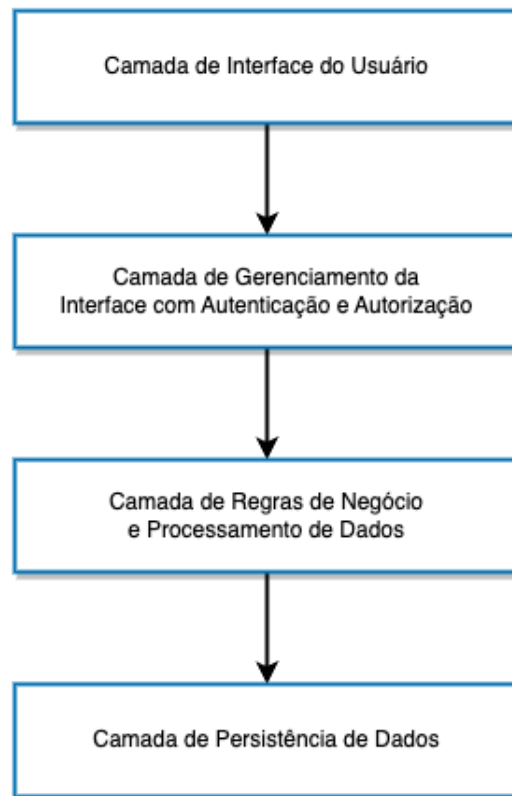 Camada de Interface do Usuário
Camada de Gerenciamento da
Interface com Autenticação e Autorização
Camada de Regras de Negócio
e Processamento de Dados
Camada de Persistência de Dados